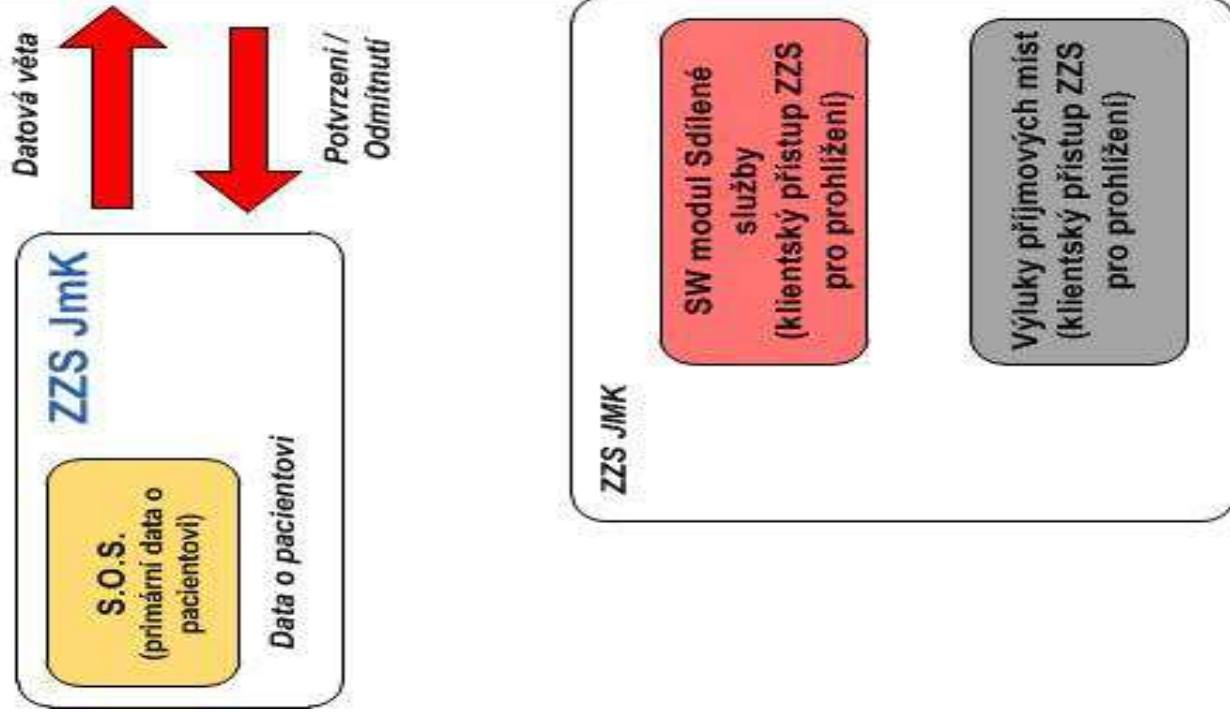 ZZS JmK
S.O.S.
(primární data o
pacientovi)
Data o pacientovi
Datová věta
Potvrzení /
Odmítnutí
ZZS JMK
SW modul Sdílené
služby
(klientský přístup ZZS
pro prohlížení)
Výluky příjmových míst
(klientský přístup ZZS
pro prohlížení)